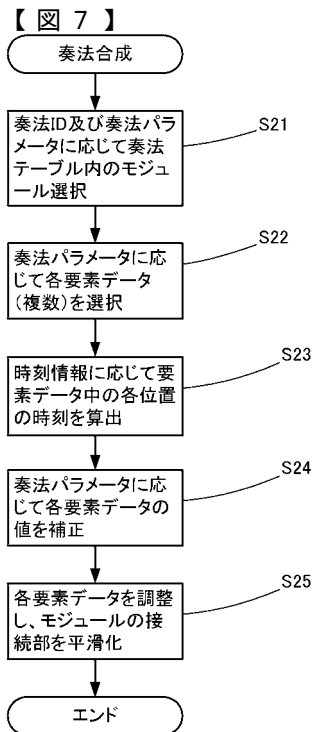 【図7】
奏法合成
奏法ID及び奏法パラ
メータに応じて奏法
テーブル内のモジュ
ール選択
S21
奏法パラメータに応
じて各要素データ
（複数）を選択
S22
時刻情報に応じて要
素データ中の各位置
の時刻を算出
S23
奏法パラメータに応
じて各要素データの
値を補正
S24
各要素データを調整
し、モジュールの接
続部を平滑化
S25
エンド